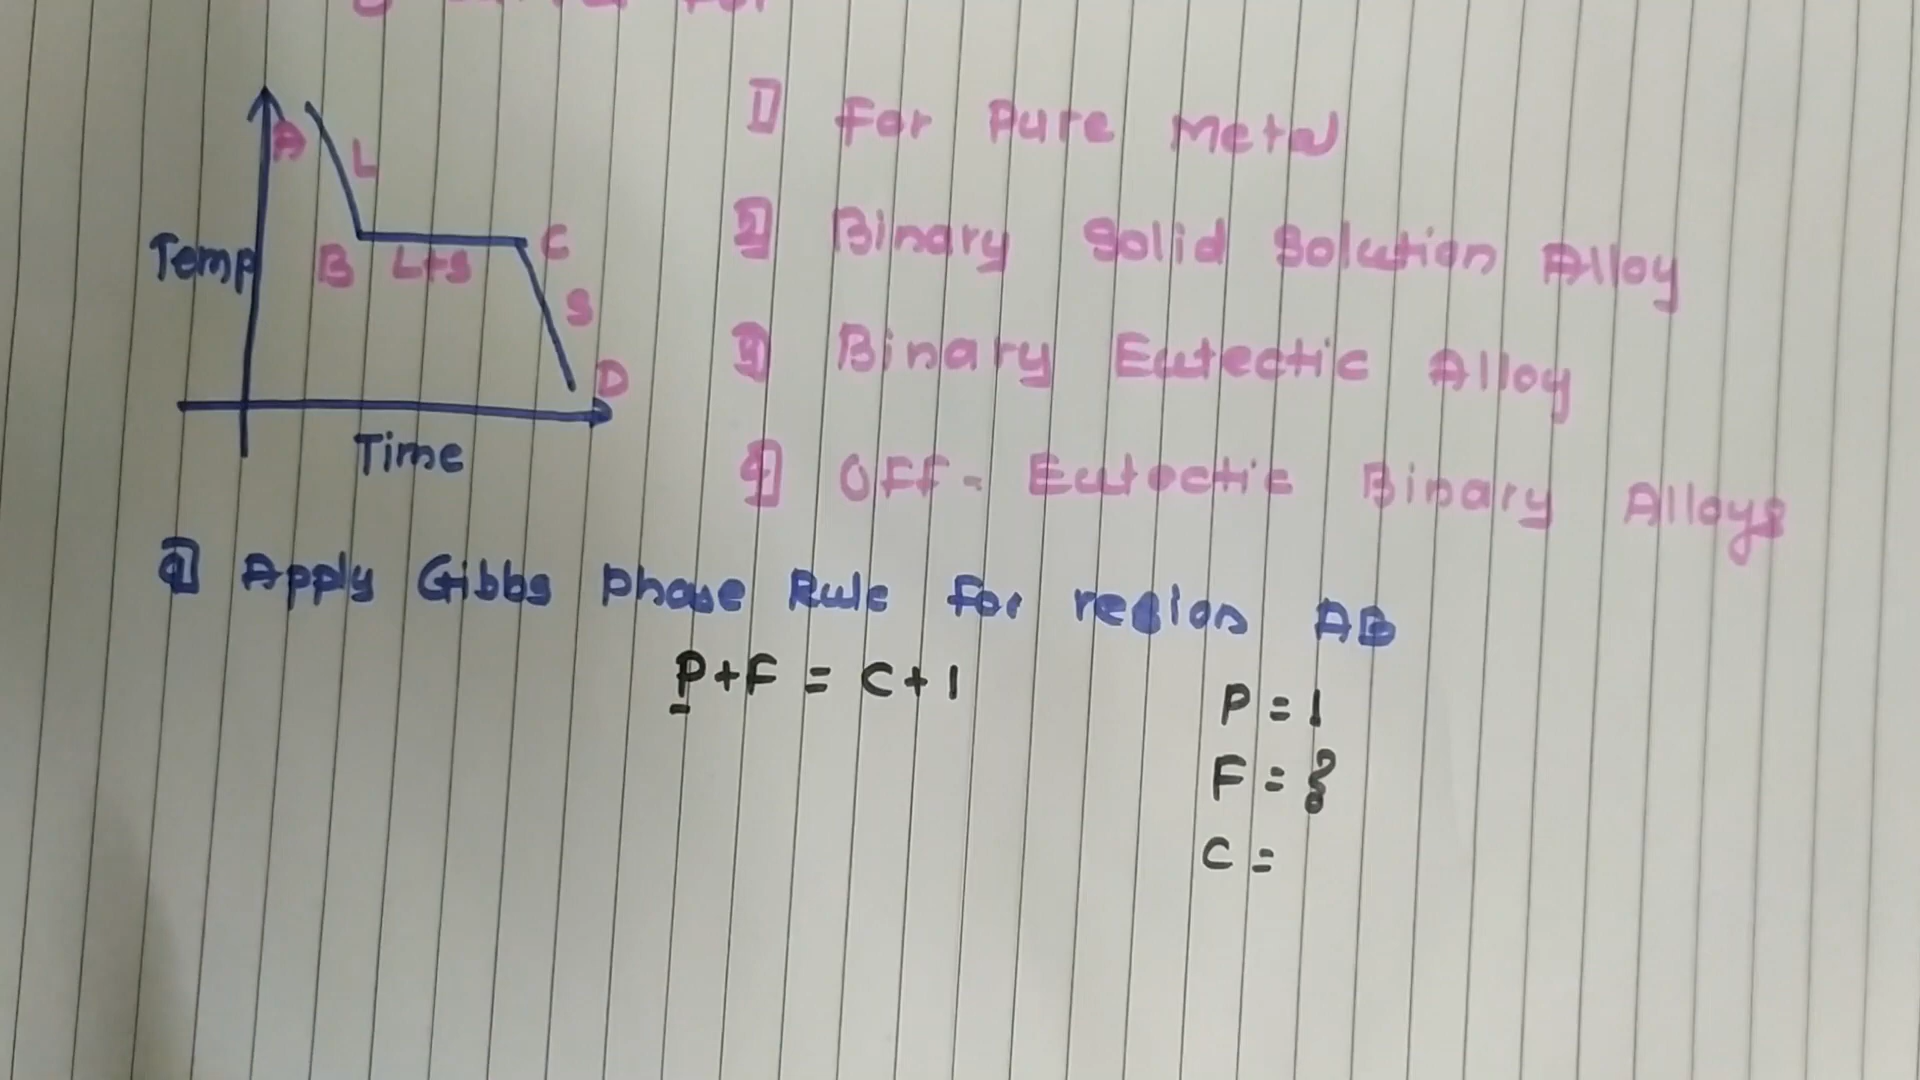 1] For Pure Metal
A
L
2] Binary Solid Solution Alloy
Temp
B
L+S
C
S
3] Binary Eutectic Alloy
D
Time
4] OFF - Eutectic Binary Alloys
a] Apply Gibbs phase Rule for region AB
P+F = C+1
P = 1
F = ?
C =